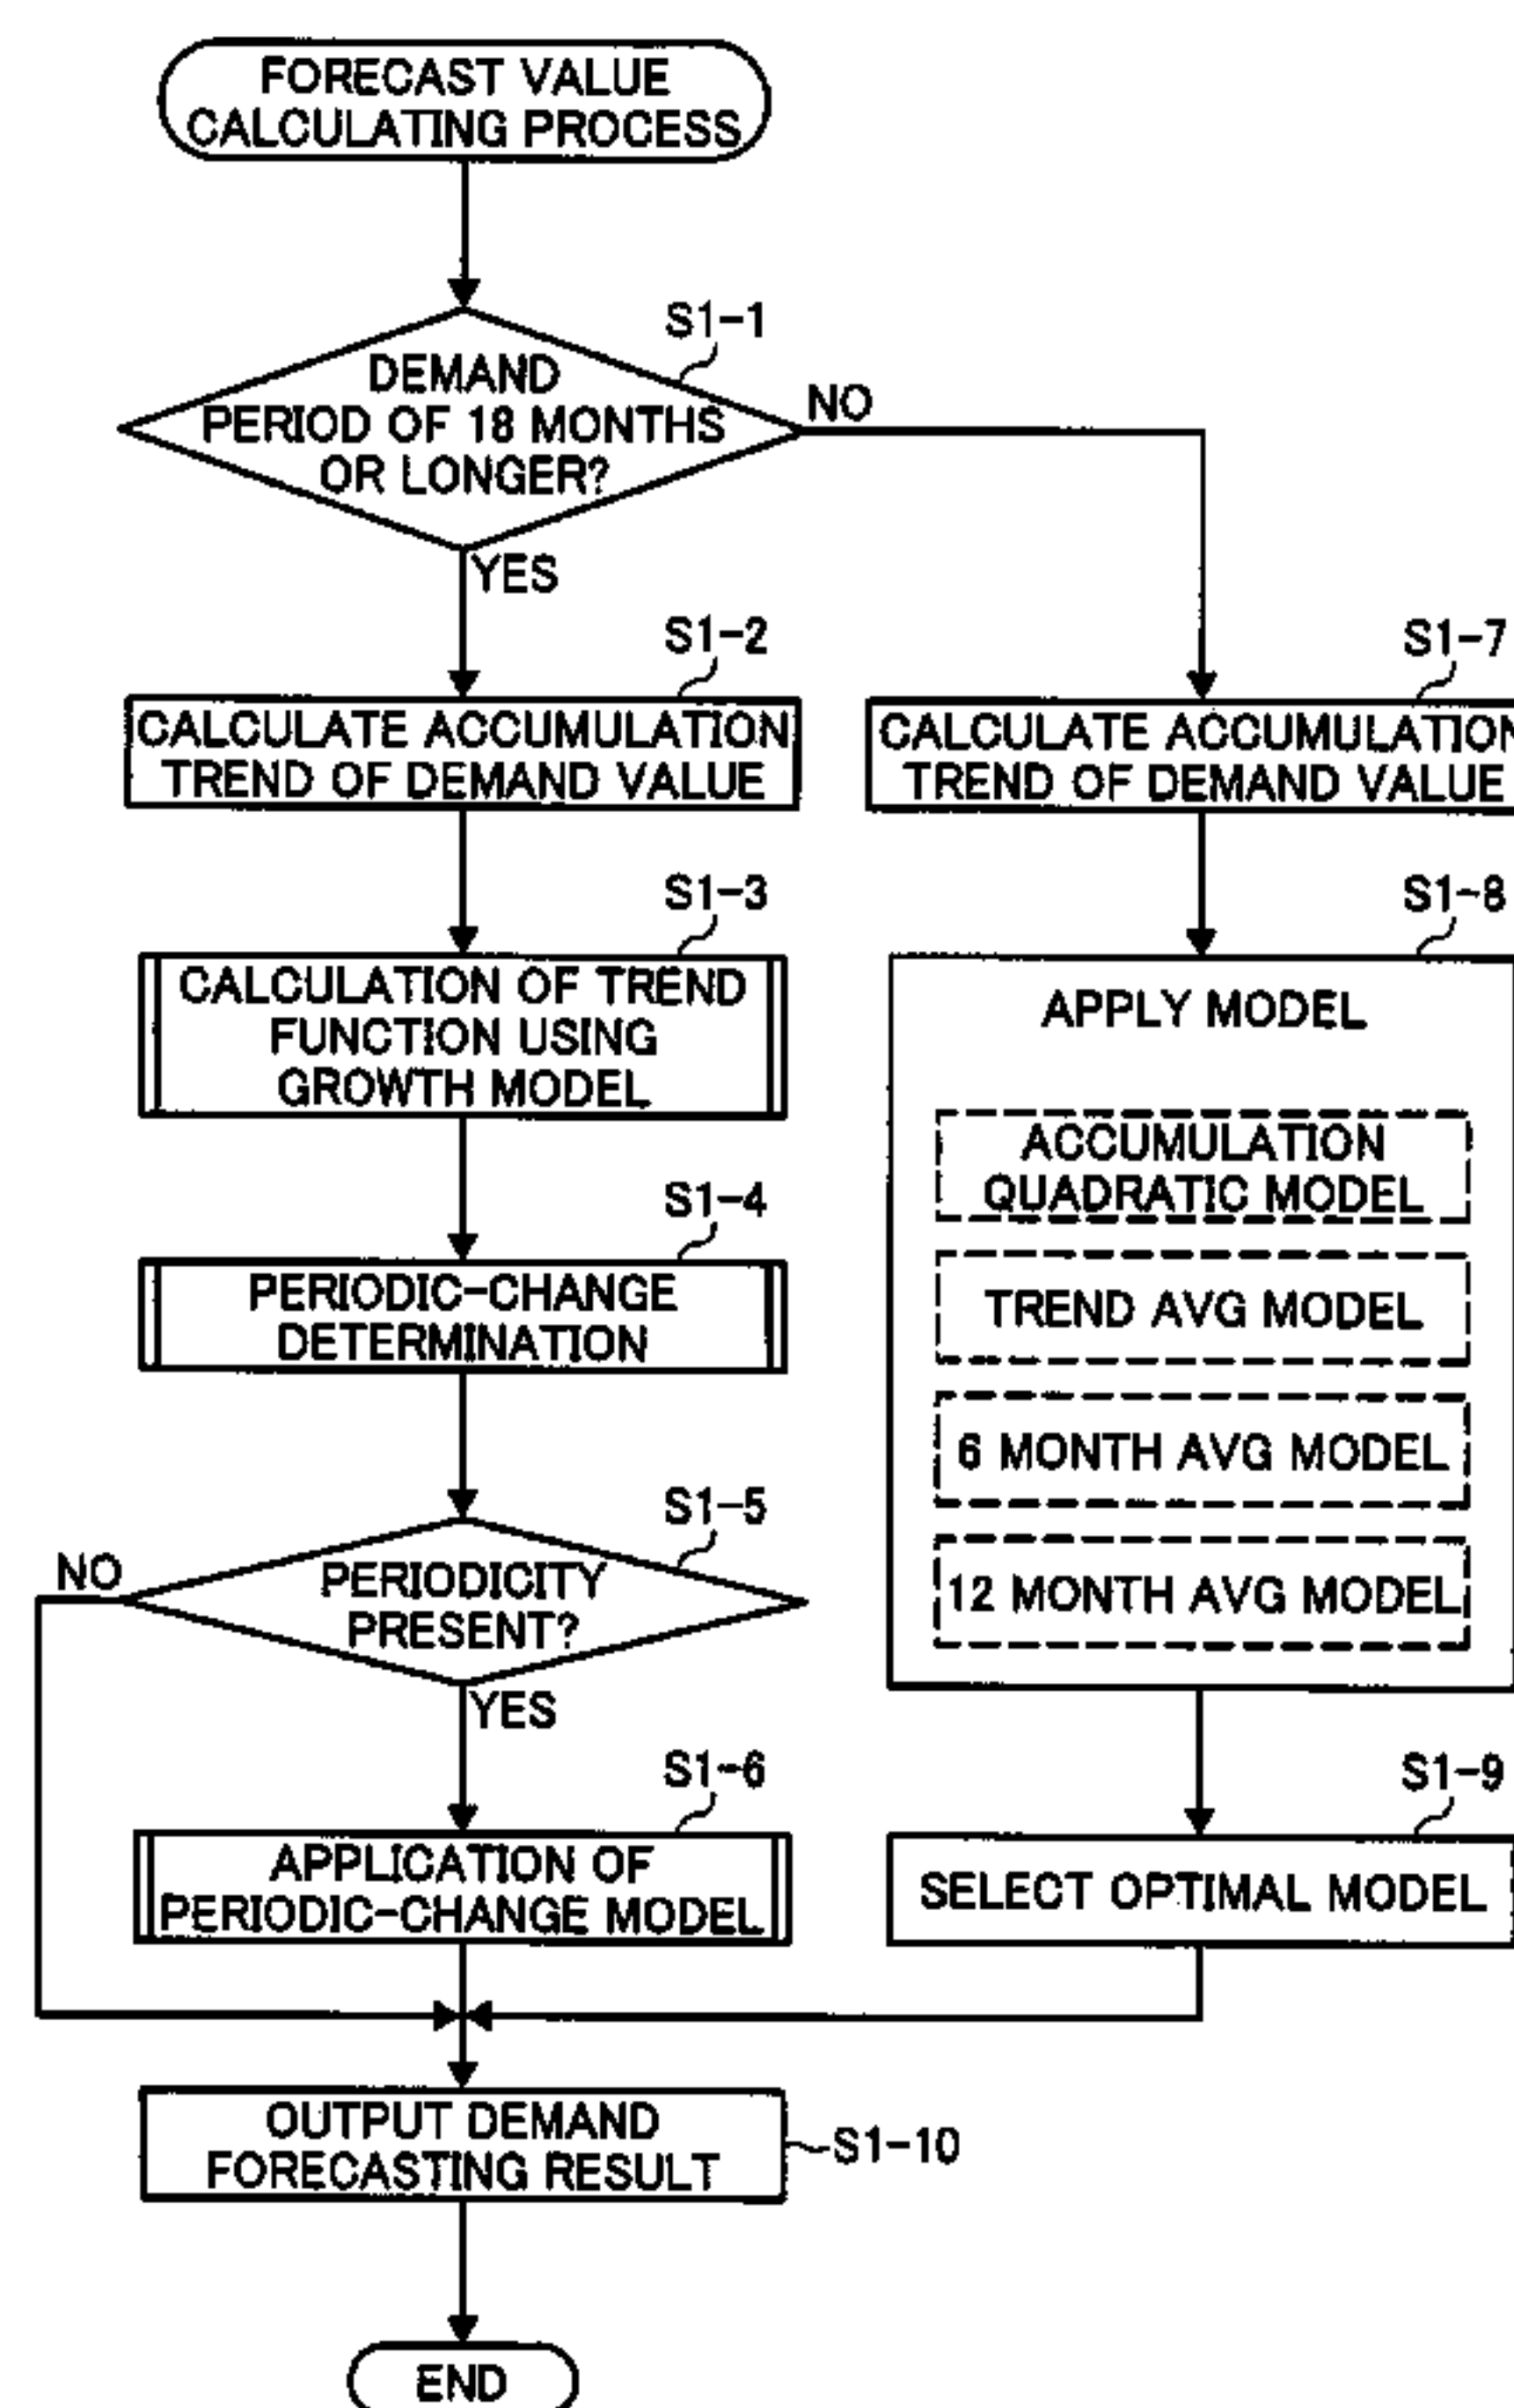 FORECAST VALUE
CALCULATING PROCESS
S1-1
DEMAND
PERIOD OF 18 MONTHS
OR LONGER?
NO
YES
S1-2
CALCULATE ACCUMULATION
TREND OF DEMAND VALUE
S1-3
CALCULATION OF TREND
FUNCTION USING
GROWTH MODEL
S1-4
PERIODIC-CHANGE
DETERMINATION
S1-5
NO
PERIODICITY
PRESENT?
YES
S1-6
APPLICATION OF
PERIODIC-CHANGE MODEL
S1-7
CALCULATE ACCUMULATION
TREND OF DEMAND VALUE
S1-8
APPLY MODEL
ACCUMULATION
QUADRATIC MODEL
TREND AVG MODEL
6 MONTH AVG MODEL
12 MONTH AVG MODEL
S1-9
SELECT OPTIMAL MODEL
OUTPUT DEMAND
FORECASTING RESULT
S1-10
END